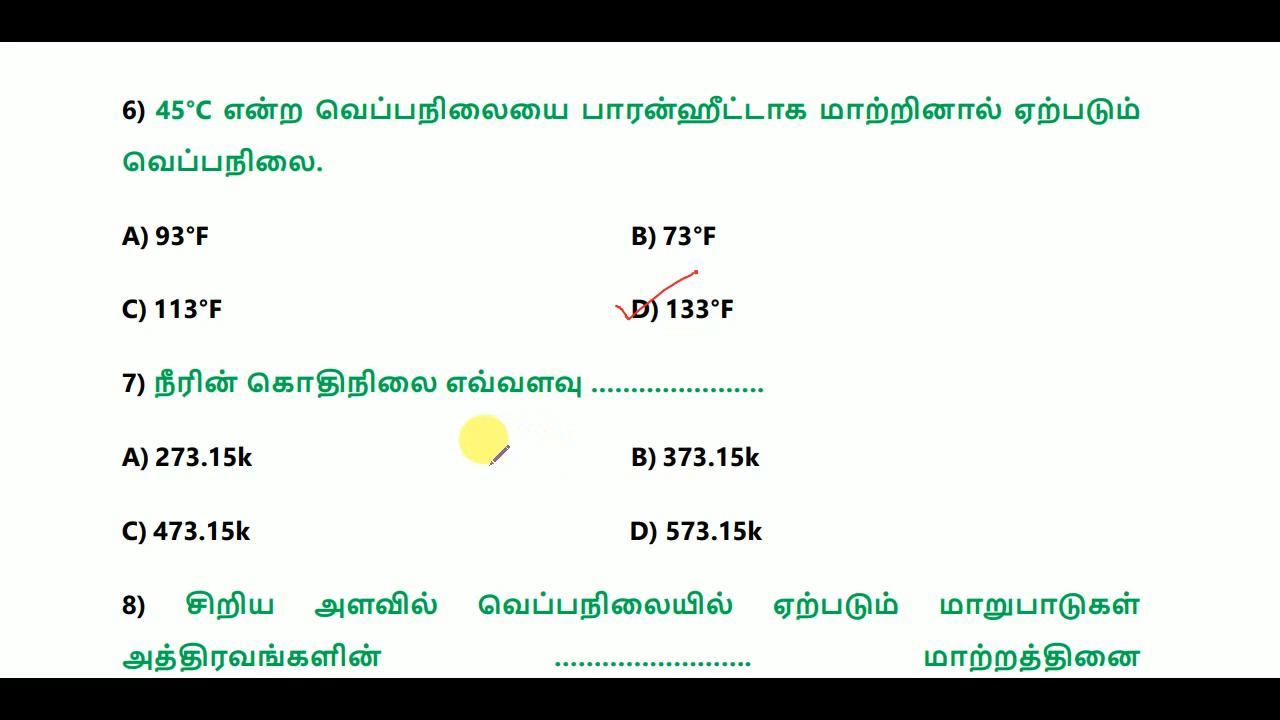 6) 45°C என்ற வெப்பநிலையை பாரன்ஹீட்டாக மாற்றினால் ஏற்படும்
வெப்பநிலை.
A) 93°F B) 73°F
C) 113°F D) 133°F
7) நீரின் கொதிநிலை எவ்வளவு ......................
A) 273.15k B) 373.15k
C) 473.15k D) 573.15k
8) சிறிய அளவில் வெப்பநிலையில் ஏற்படும் மாறுபாடுகள்
அத்திரவங்களின் ......................... மாற்றத்தினை